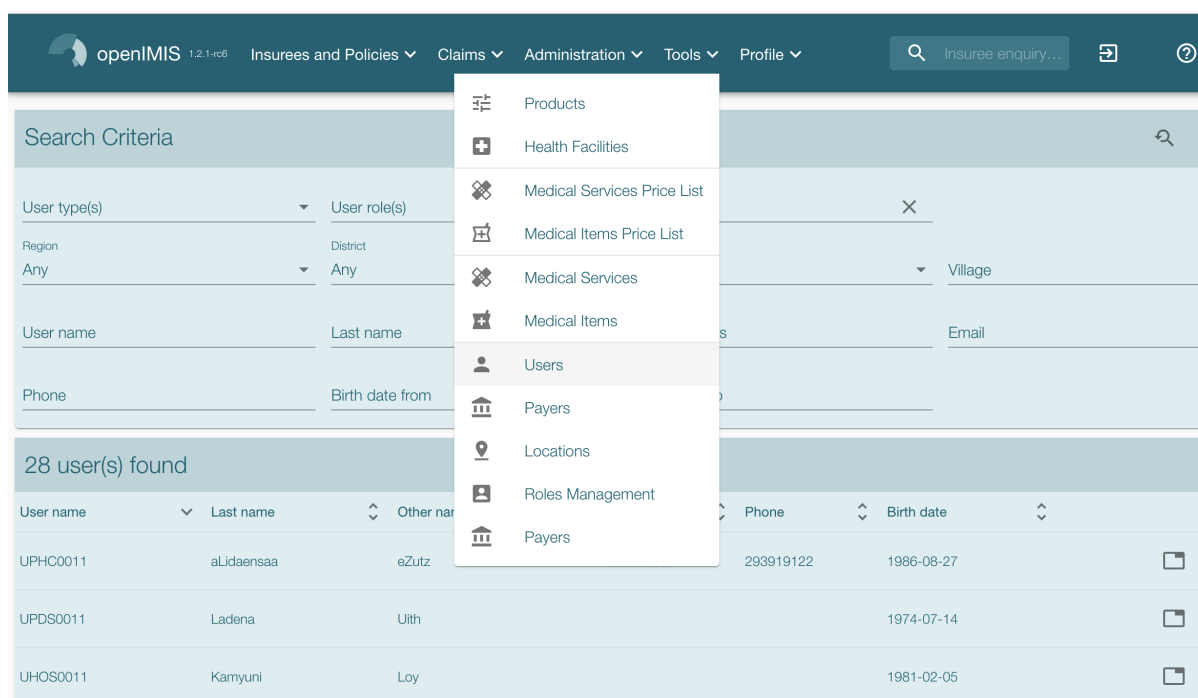 openIMIS 1.2.1-rc6 Insurees and Policies Claims Administration Tools Profile Insuree enquiry...
Products
Search Criteria
Health Facilities
Medical Services Price List
User type(s) User role(s)
Medical Items Price List
Region District
Any Any Medical Services Village
Medical Items
User name Last name s Email
Users
Phone Birth date from
Payers
Locations
28 user(s) found
Roles Management
User name Last name Other nar Phone Birth date
Payers
UPHC0011 aLidaensaa eZutz 293919122 1986-08-27
UPDS0011 Ladena Uith 1974-07-14
UHOS0011 Kamyuni Loy 1981-02-05